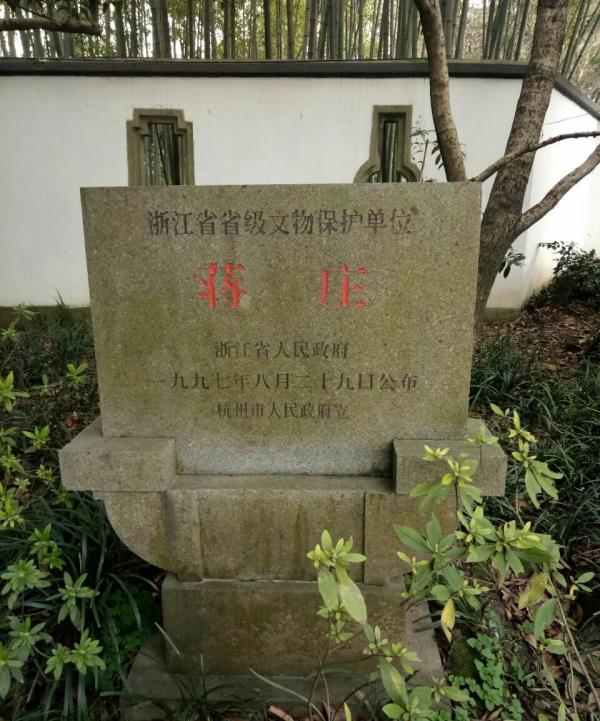 浙江省省级文物保护单位
蒋 庄
浙江省人民政府
一九九七年八月二十九日公布
杭州市人民政府立